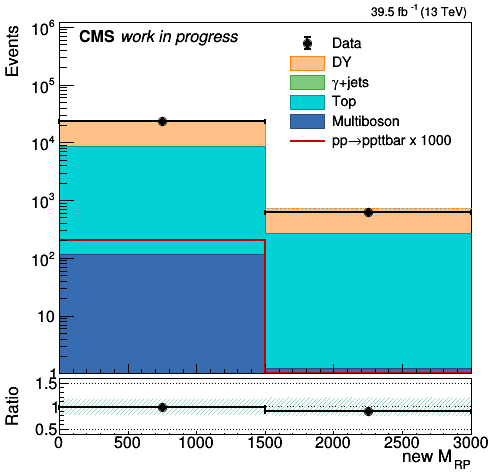 39.5 fb⁻¹ (13 TeV)
CMS work in progress
Events
10⁶
10⁵
10⁴
10³
10²
10
1
Data
DY
γ+jets
Top
Multiboson
pp→ppttbar x 1000
Ratio
1.5
1
0.5
0 500 1000 1500 2000 2500 3000
new M_RP